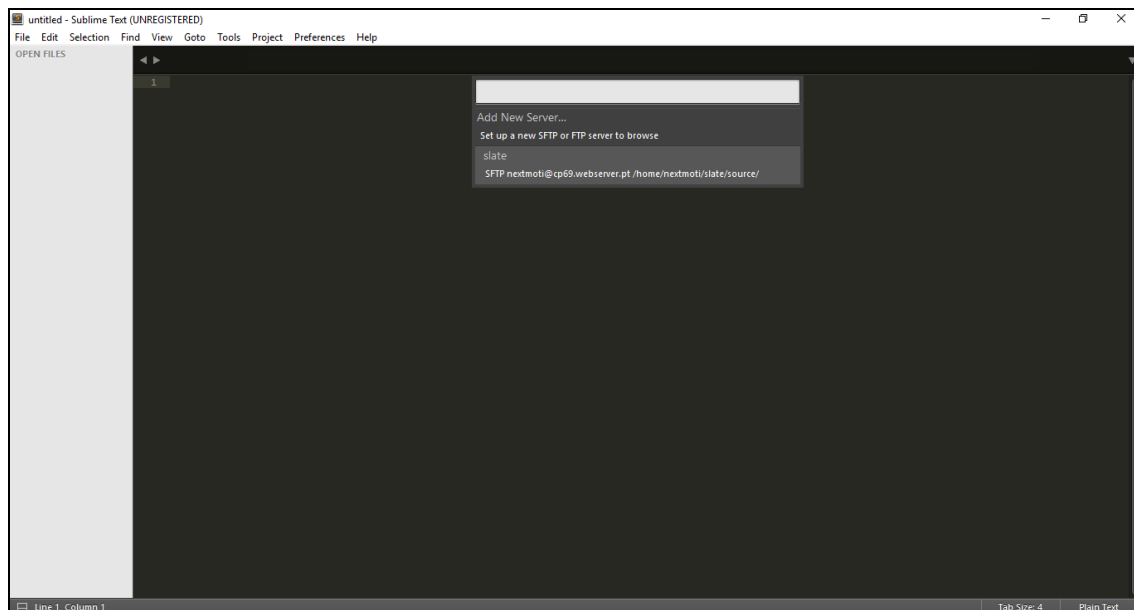 untitled - Sublime Text (UNREGISTERED)
File Edit Selection Find View Goto Tools Project Preferences Help
OPEN FILES
1
Add New Server...
Set up a new SFTP or FTP server to browse
slate
SFTP nextmoti@cp69.webserver.pt /home/nextmoti/slate/source/
Line 1, Column 1
Tab Size: 4
Plain Text